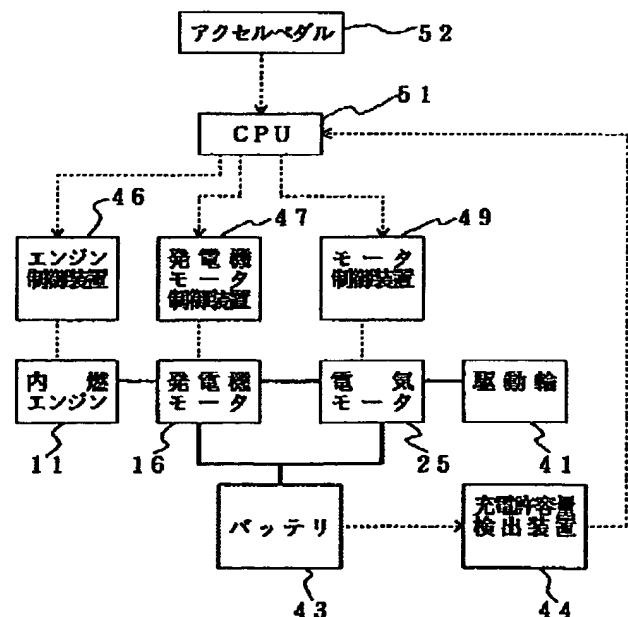 アクセルペダル
52
51
CPU
46
47
49
エンジン
制御装置
発電機
モータ
制御装置
モータ
制御装置
内燃
エンジン
発電機
モータ
電気
モータ
駆動輪
11
16
25
41
バッテリ
充電許容量
検出装置
43
44